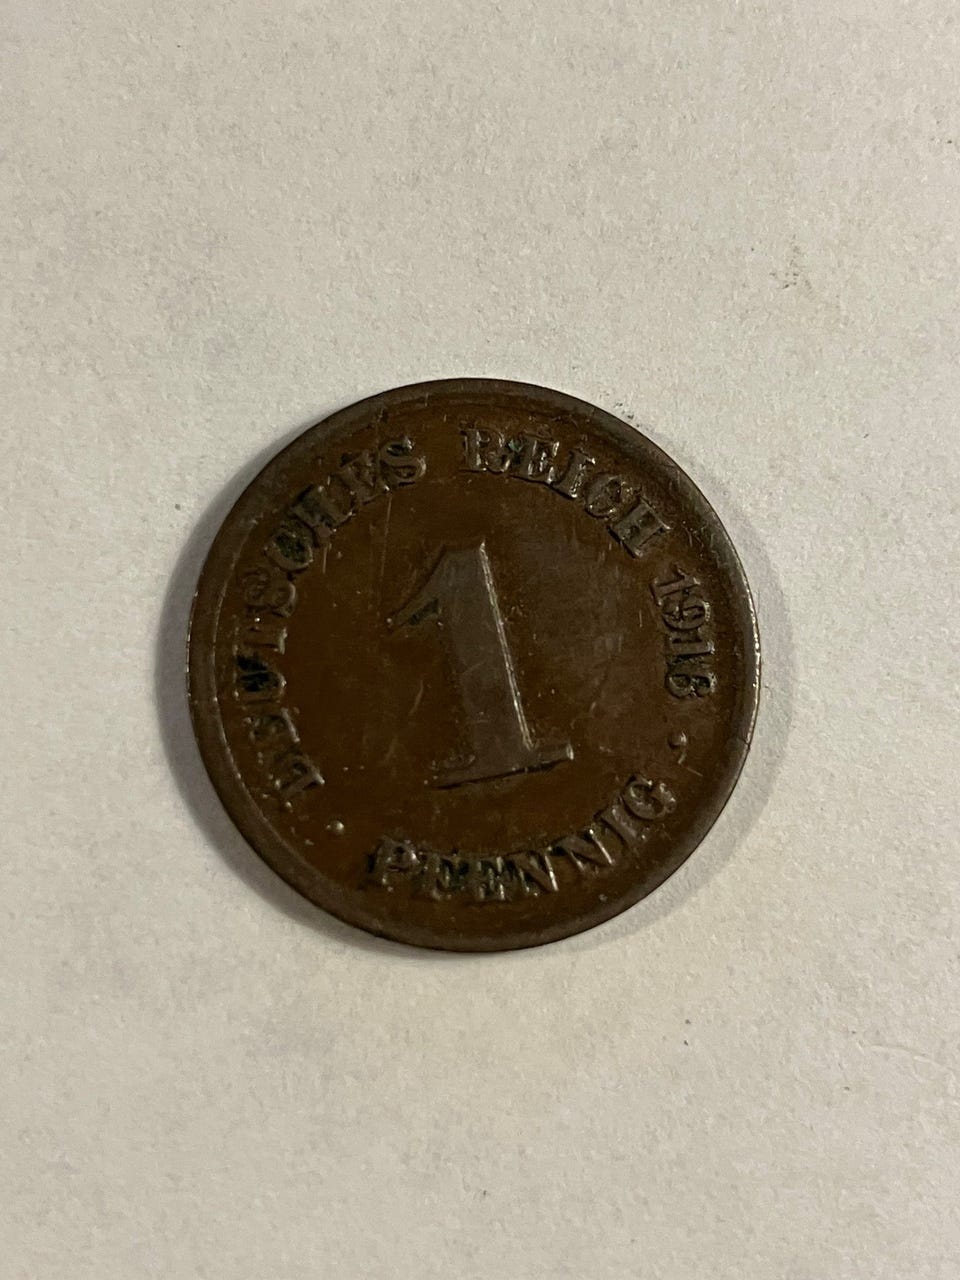 DEUTSCHES REICH 1916
1
PFENNIG